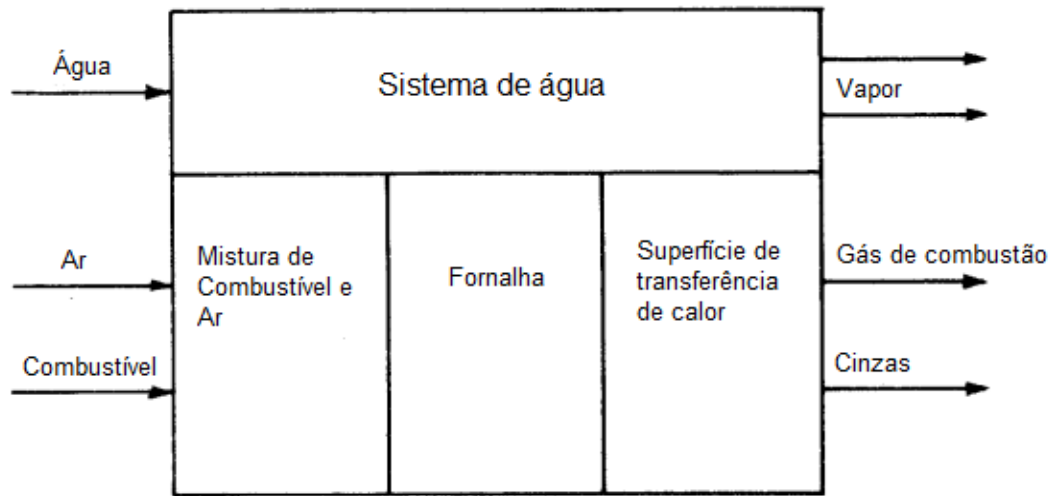 Água
Sistema de água
Vapor
Ar
Mistura de
Combustível e
Ar
Fornalha
Superfície de
transferência
de calor
Gás de combustão
Combustível
Cinzas